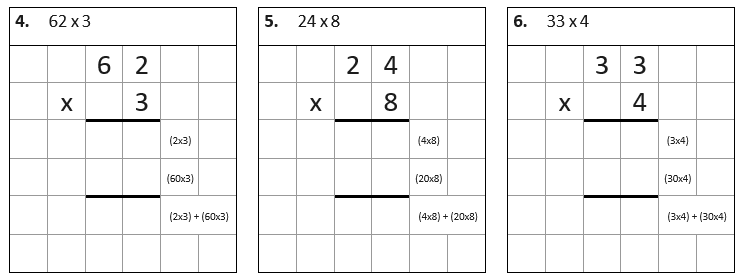 4. 62 x 3
6 2
x 3
(2x3)
(60x3)
(2x3) + (60x3)
5. 24 x 8
2 4
x 8
(4x8)
(20x8)
(4x8) + (20x8)
6. 33 x 4
3 3
x 4
(3x4)
(30x4)
(3x4) + (30x4)